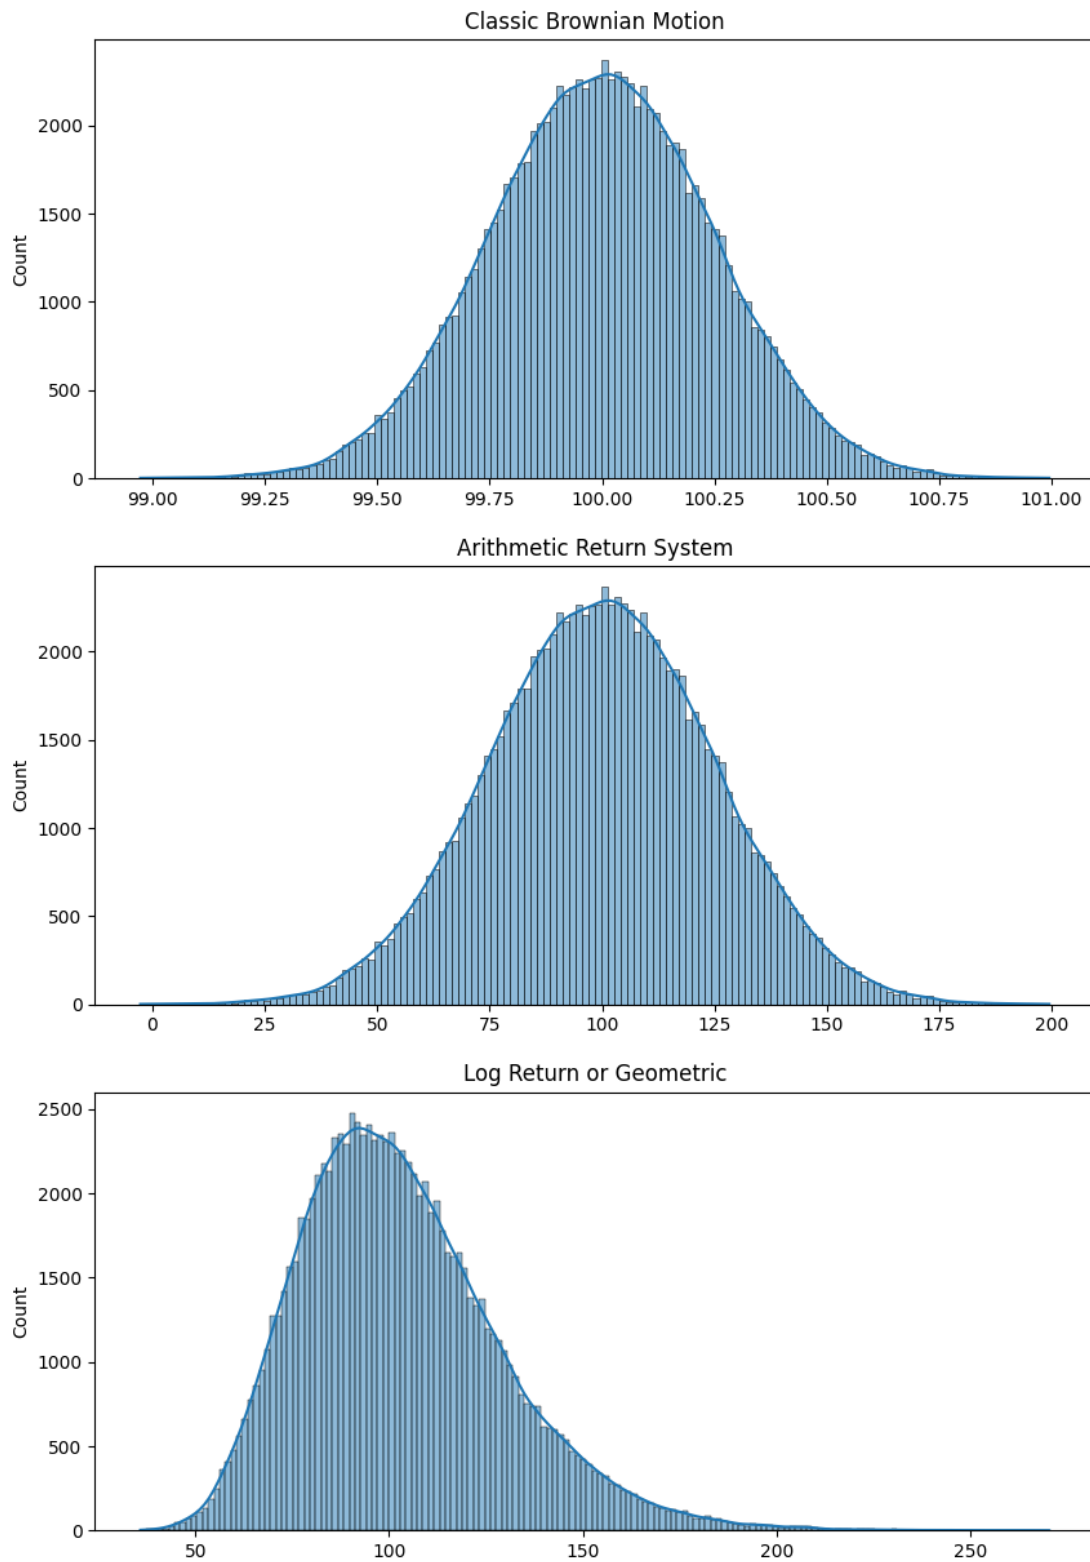 Classic Brownian Motion
Count
2000
1500
1000
500
0
99.00 99.25 99.50 99.75 100.00 100.25 100.50 100.75 101.00
Arithmetic Return System
Count
2000
1500
1000
500
0
0 25 50 75 100 125 150 175 200
Log Return or Geometric
Count
2500
2000
1500
1000
500
0
50 100 150 200 250